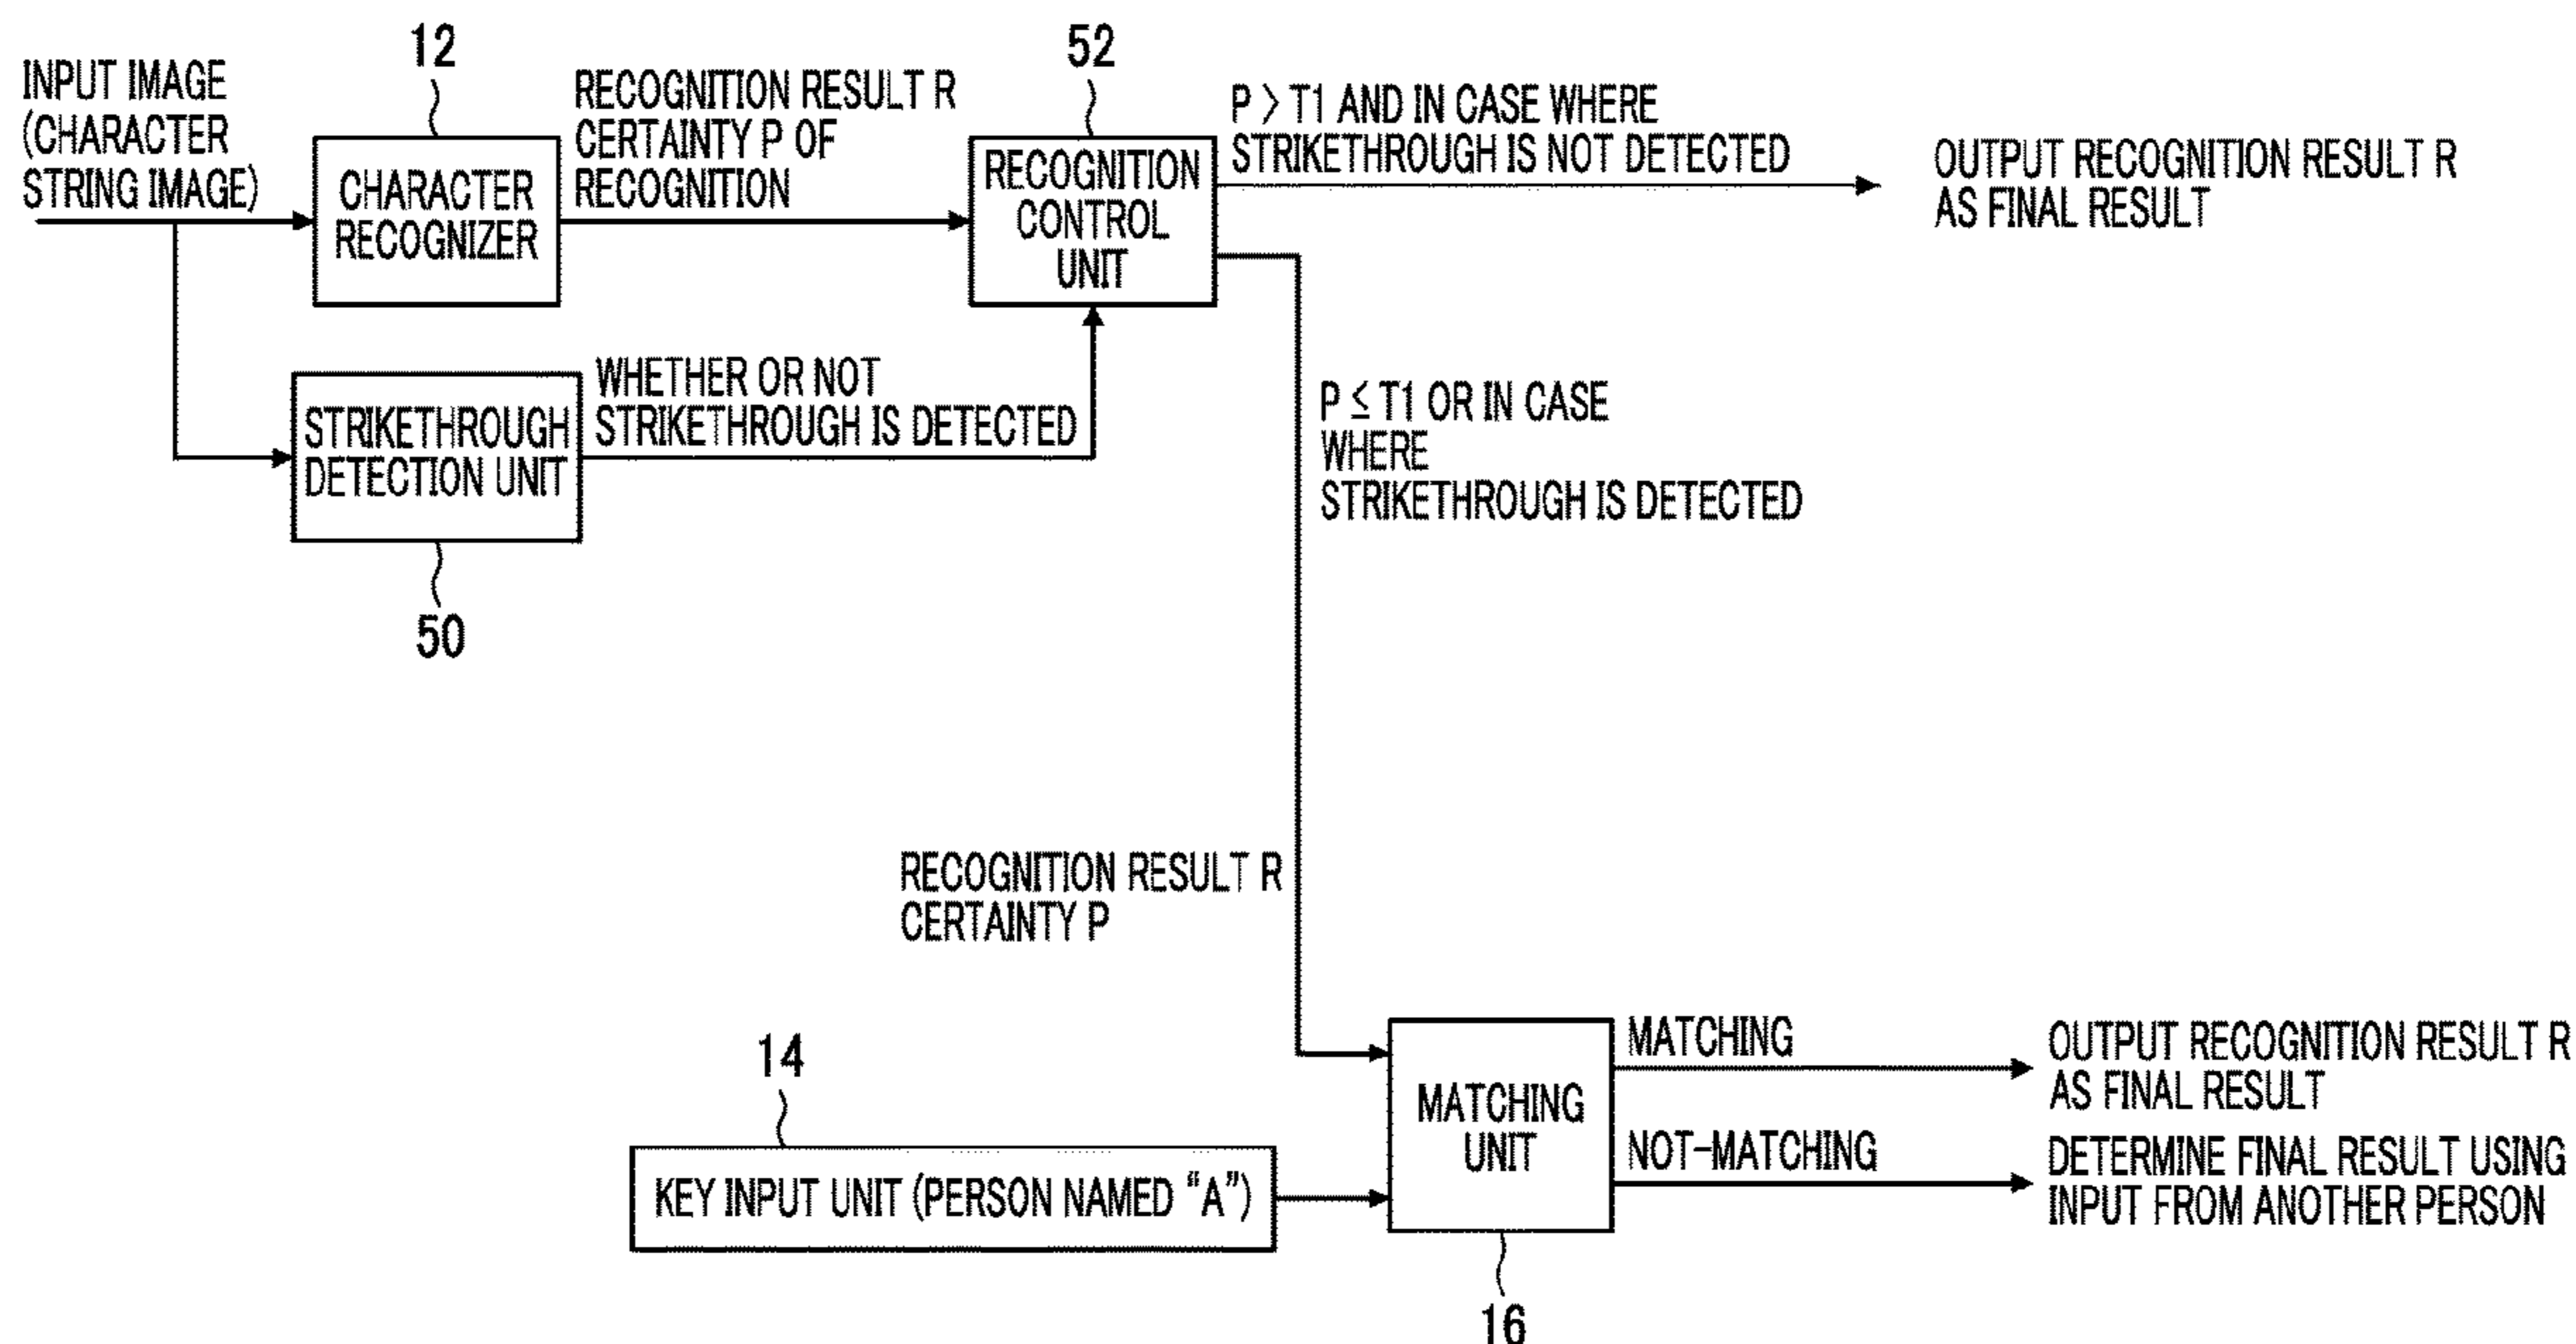 12
52
INPUT IMAGE
(CHARACTER
STRING IMAGE)
CHARACTER
RECOGNIZER
RECOGNITION RESULT R
CERTAINTY P OF
RECOGNITION
RECOGNITION
CONTROL
UNIT
P > T1 AND IN CASE WHERE
STRIKETHROUGH IS NOT DETECTED
OUTPUT RECOGNITION RESULT R
AS FINAL RESULT
STRIKETHROUGH
DETECTION UNIT
50
WHETHER OR NOT
STRIKETHROUGH IS DETECTED
P ≦ T1 OR IN CASE
WHERE
STRIKETHROUGH IS DETECTED
RECOGNITION RESULT R
CERTAINTY P
14
KEY INPUT UNIT (PERSON NAMED “A”)
MATCHING
UNIT
16
MATCHING
OUTPUT RECOGNITION RESULT R
AS FINAL RESULT
NOT-MATCHING
DETERMINE FINAL RESULT USING
INPUT FROM ANOTHER PERSON